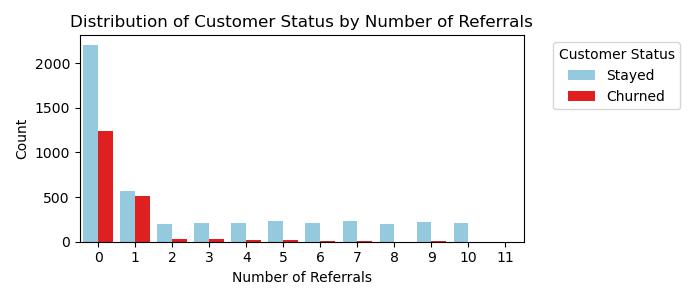 Distribution of Customer Status by Number of Referrals
Customer Status
Stayed
Churned
Count
2000
1500
1000
500
0
0 1 2 3 4 5 6 7 8 9 10 11
Number of Referrals